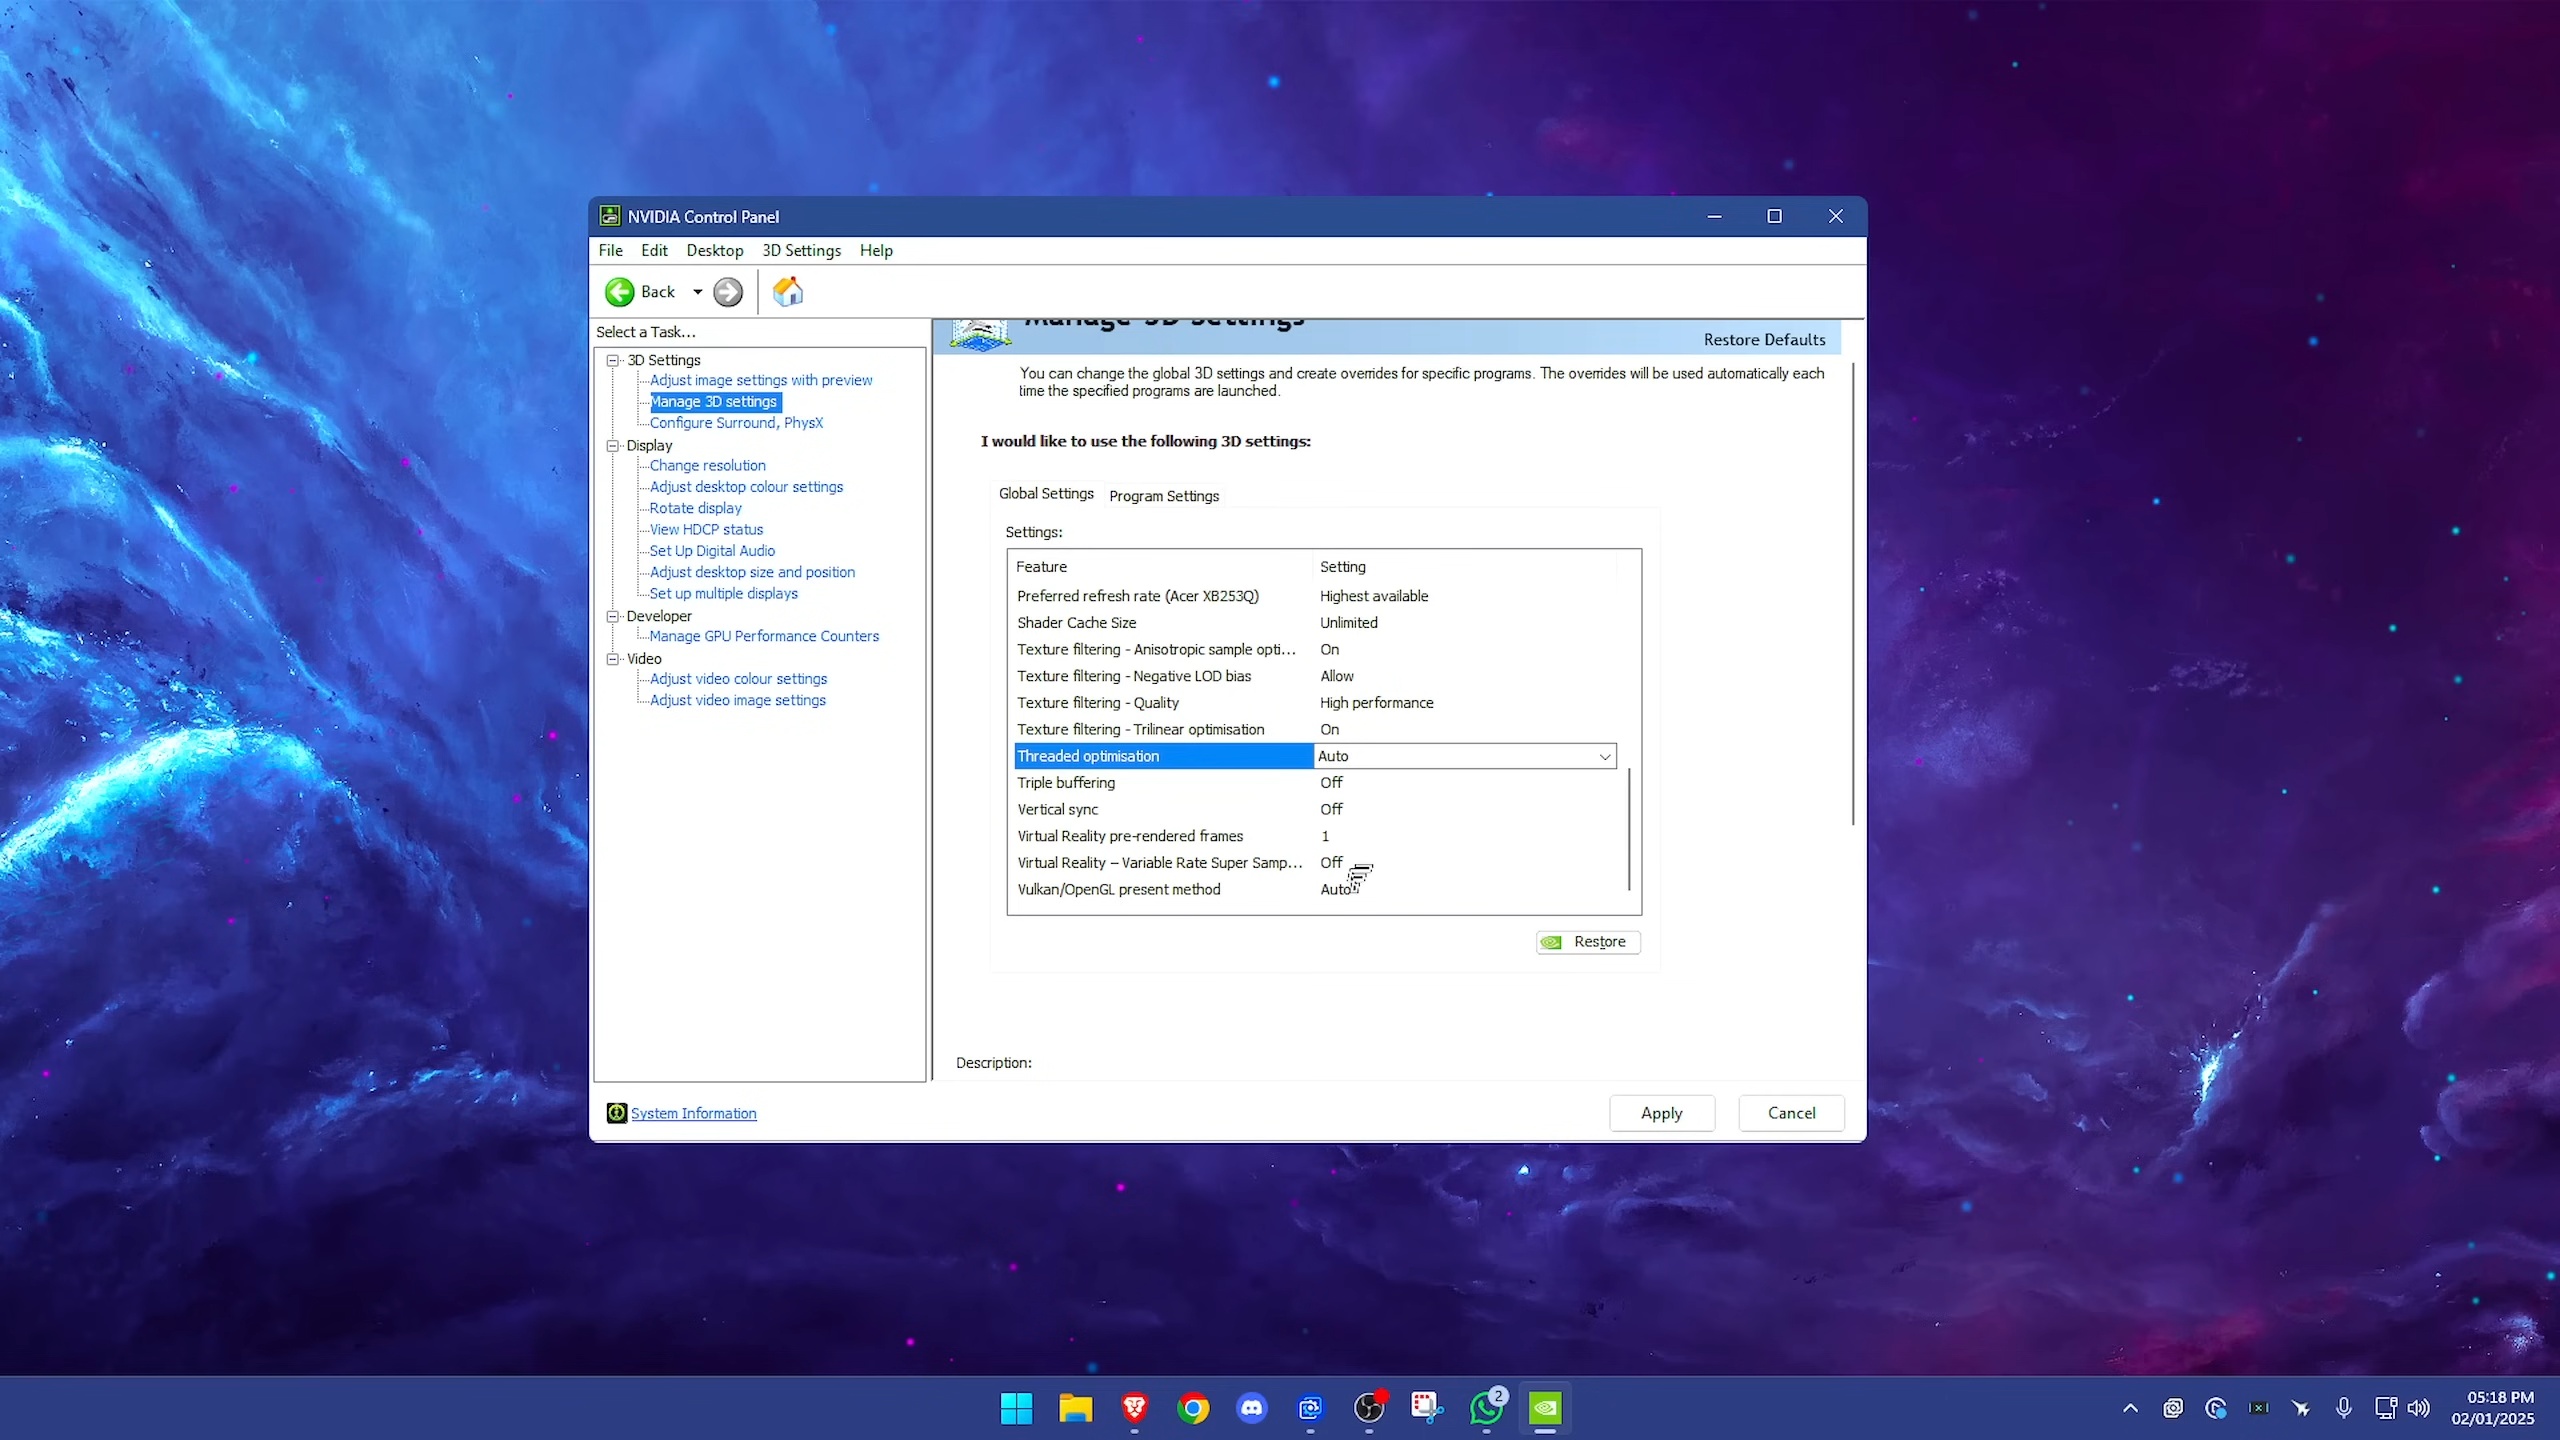 NVIDIA Control Panel
File Edit Desktop 3D Settings Help
Back
Select a Task...
3D Settings
Adjust image settings with preview
Manage 3D settings
Configure Surround, PhysX
Display
Change resolution
Adjust desktop colour settings
Rotate display
View HDCP status
Set Up Digital Audio
Adjust desktop size and position
Set up multiple displays
Developer
Manage GPU Performance Counters
Video
Adjust video colour settings
Adjust video image settings
Manage 3D Settings
Restore Defaults
You can change the global 3D settings and create overrides for specific programs. The overrides will be used automatically each
time the specified programs are launched.
I would like to use the following 3D settings:
Global Settings Program Settings
Settings:
Feature Setting
Preferred refresh rate (Acer XB253Q) Highest available
Shader Cache Size Unlimited
Texture filtering - Anisotropic sample opti... On
Texture filtering - Negative LOD bias Allow
Texture filtering - Quality High performance
Texture filtering - Trilinear optimisation On
Threaded optimisation Auto
Triple buffering Off
Vertical sync Off
Virtual Reality pre-rendered frames 1
Virtual Reality – Variable Rate Super Samp... Off
Vulkan/OpenGL present method Auto
Restore
Description:
System Information
Apply Cancel
2
05:18 PM
02/01/2025